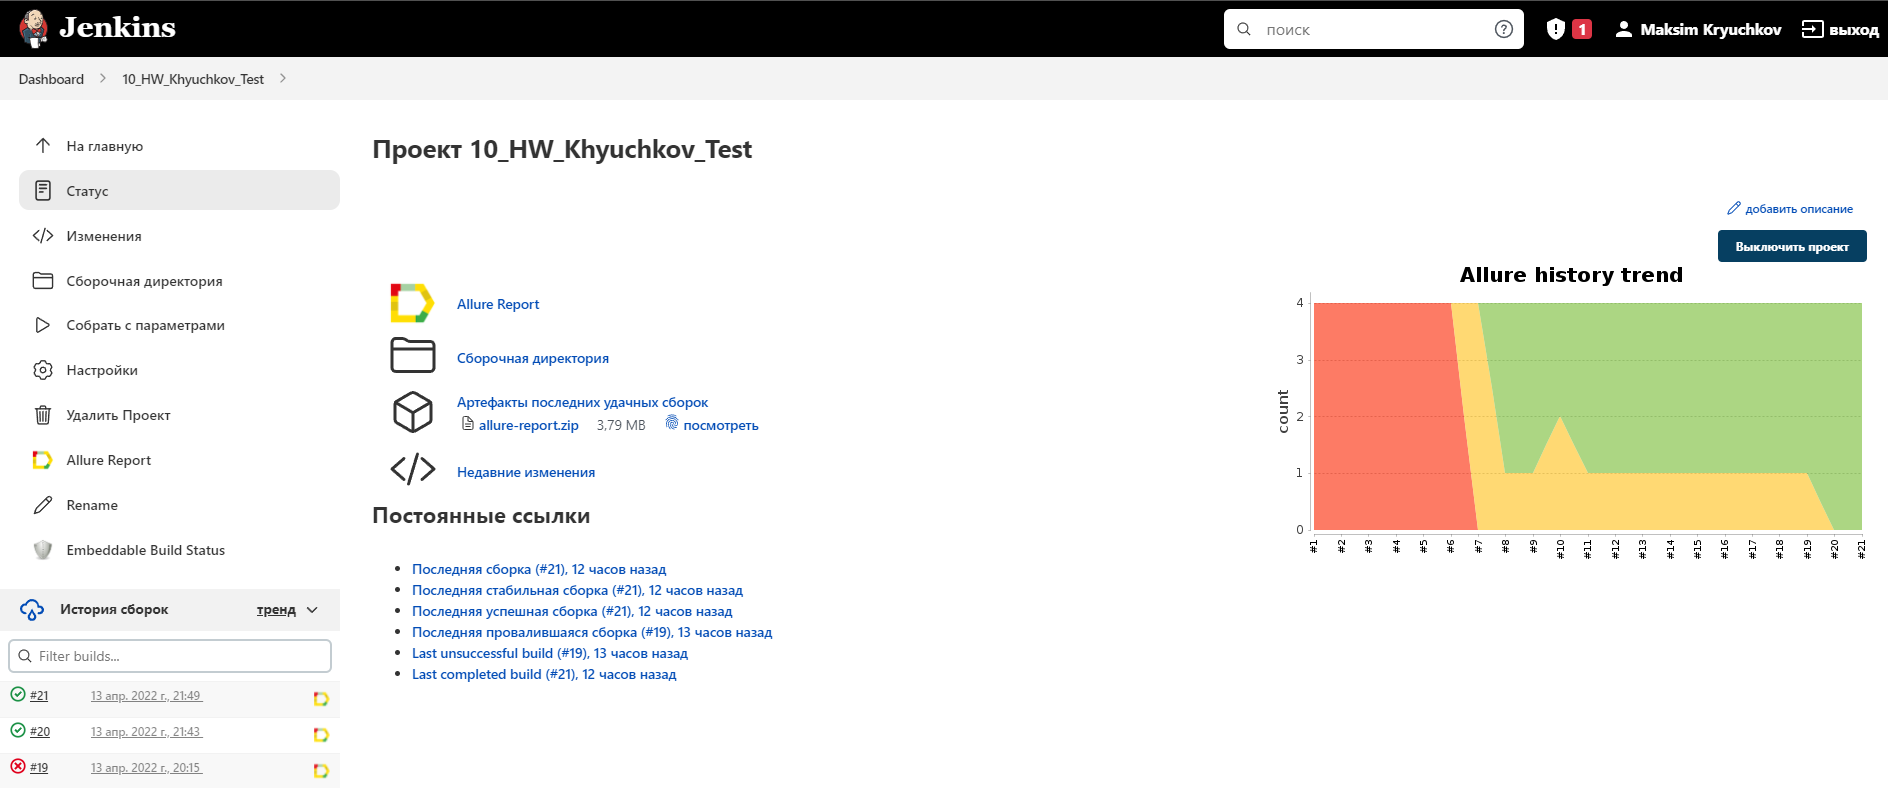 Jenkins
поиск
1
Maksim Kryuchkov
выход
Dashboard
10_HW_Khyuchkov_Test
На главную
Статус
Изменения
Сборочная директория
Собрать с параметрами
Настройки
Удалить Проект
Allure Report
Rename
Embeddable Build Status
История сборок
тренд
Filter builds...
#21 13 апр. 2022 г., 21:49
#20 13 апр. 2022 г., 21:43
#19 13 апр. 2022 г., 20:15
Проект 10_HW_Khyuchkov_Test
добавить описание
Выключить проект
Allure Report
Сборочная директория
Артефакты последних удачных сборок
allure-report.zip 3,79 MB посмотреть
Недавние изменения
Постоянные ссылки
Последняя сборка (#21), 12 часов назад
Последняя стабильная сборка (#21), 12 часов назад
Последняя успешная сборка (#21), 12 часов назад
Последняя провалившаяся сборка (#19), 13 часов назад
Last unsuccessful build (#19), 13 часов назад
Last completed build (#21), 12 часов назад
Allure history trend
count
4
3
2
1
0
#1 #2 #3 #4 #5 #6 #7 #8 #9 #10 #11 #12 #13 #14 #15 #16 #17 #18 #19 #20 #21